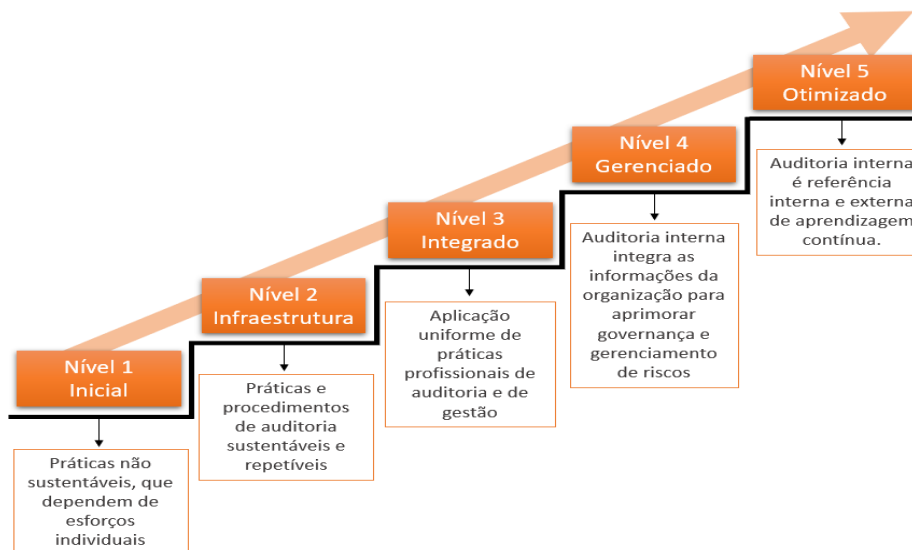 Nível 1
Inicial
Práticas não
sustentáveis, que
dependem de
esforços
individuais
Nível 2
Infraestrutura
Práticas e
procedimentos
de auditoria
sustentáveis e
repetíveis
Nível 3
Integrado
Aplicação
uniforme de
práticas
profissionais de
auditoria e de
gestão
Nível 4
Gerenciado
Auditoria interna
integra as
informações da
organização para
aprimorar
governança e
gerenciamento
de riscos
Nível 5
Otimizado
Auditoria interna
é referência
interna e externa
de aprendizagem
contínua.